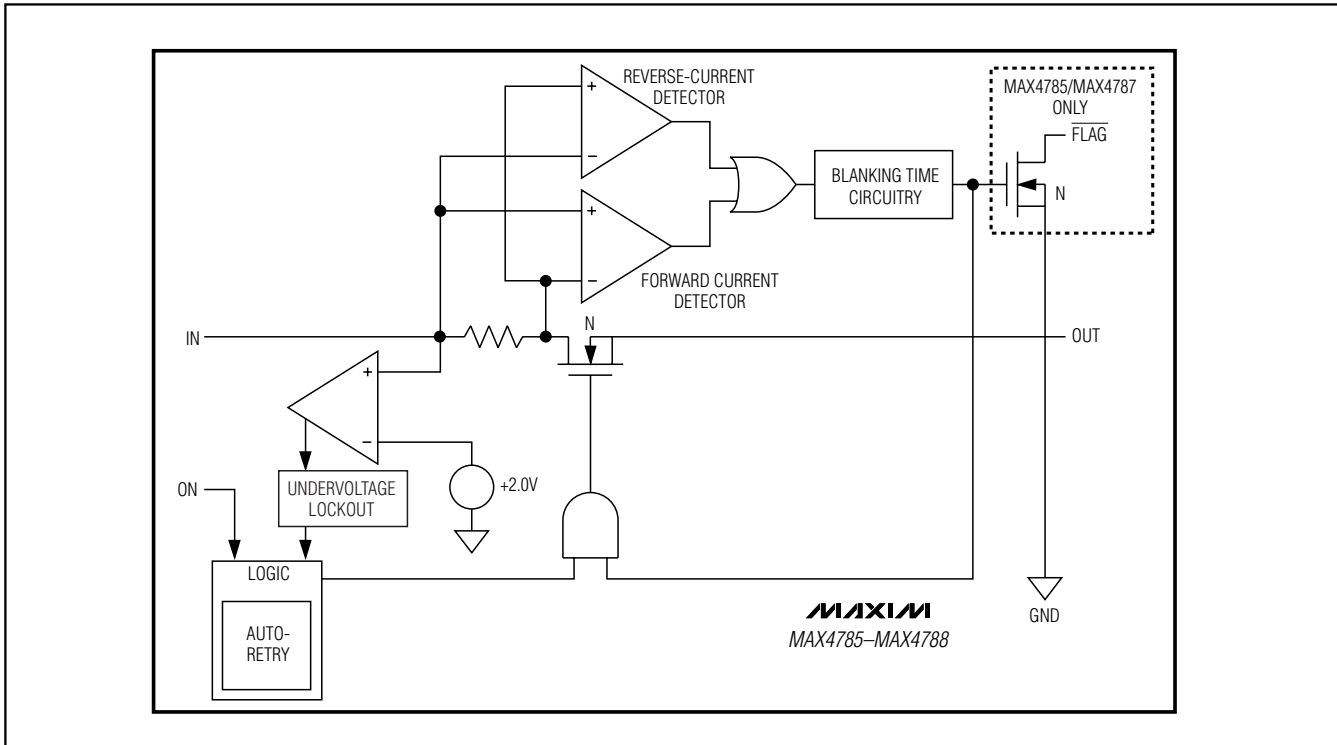 REVERSE-CURRENT
DETECTOR
MAX4785/MAX4787
ONLY
FLAG
+
−
BLANKING TIME
CIRCUITRY
N
+
−
FORWARD CURRENT
DETECTOR
IN
N
OUT
+
−
ON
UNDERVOLTAGE
LOCKOUT
+2.0V
LOGIC
AUTO-
RETRY
MAXIM
MAX4785–MAX4788
GND